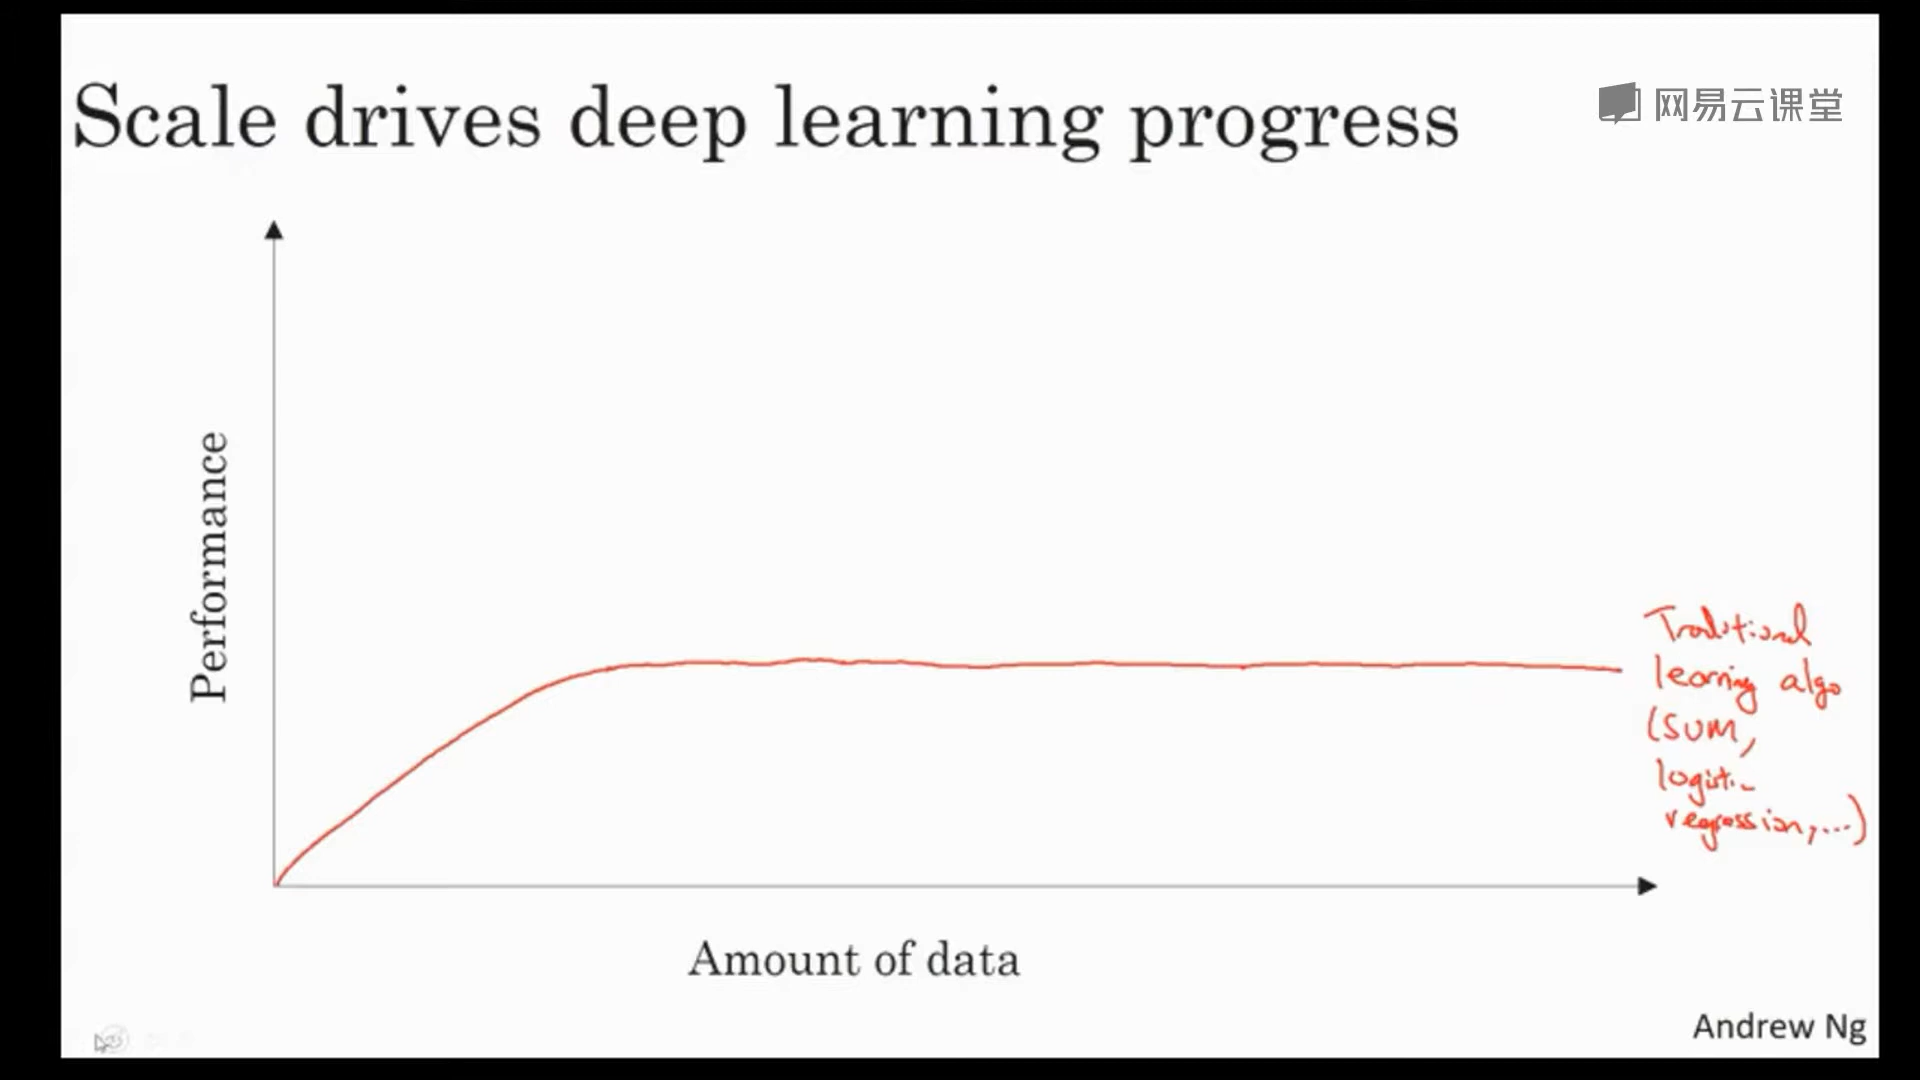 Scale drives deep learning progress
网易云课堂
Performance
Traditional
learning algo
(SVM,
logistic
regression, ...)
Amount of data
Andrew Ng